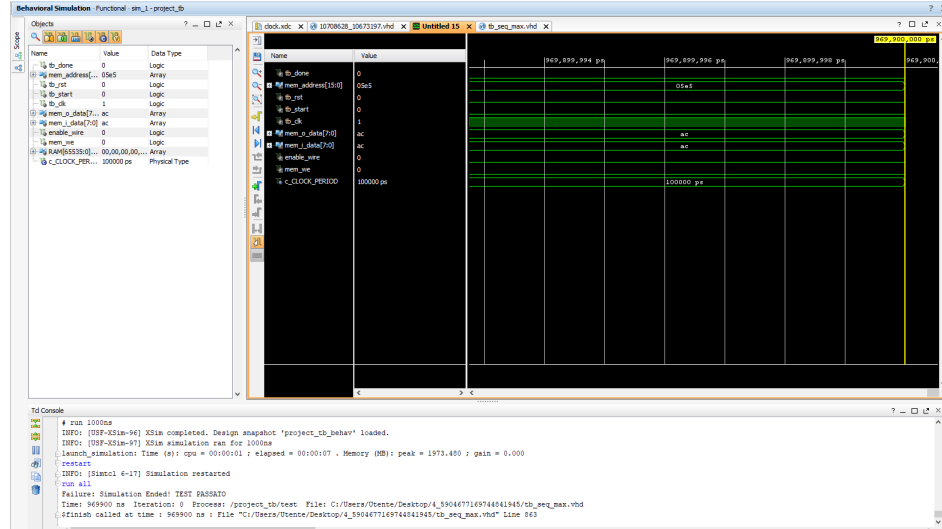 Behavioral Simulation - Functional - sim_1 - project_tb
Scope
Objects
Name Value Data Type
tb_done 0 Logic
mem_address[... 05e5 Array
tb_rst 0 Logic
tb_start 0 Logic
tb_clk 1 Logic
mem_o_data[7... ac Array
mem_i_data[7:0] ac Array
enable_wire 0 Logic
mem_we 0 Logic
RAM[65535:0]... 00,00,00,00,... Array
c_CLOCK_PER... 100000 ps Physical Type
clock.xdc 10708628_10673197.vhd Untitled 15 tb_seq_max.vhd
969,900,000 ps
Name Value 969,899,994 ps 969,899,996 ps 969,899,998 ps 969,900,
tb_done 0
mem_address[15:0] 05e5 05e5
tb_rst 0
tb_start 0
tb_clk 1
mem_o_data[7:0] ac ac
mem_i_data[7:0] ac ac
enable_wire 0
mem_we 0
c_CLOCK_PERIOD 100000 ps 100000 ps
Tcl Console
# run 1000ns
INFO: [USF-XSim-96] XSim completed. Design snapshot 'project_tb_behav' loaded.
INFO: [USF-XSim-97] XSim simulation ran for 1000ns
launch_simulation: Time (s): cpu = 00:00:01 ; elapsed = 00:00:07 . Memory (MB): peak = 1973.480 ; gain = 0.000
restart
INFO: [Simtcl 6-17] Simulation restarted
run all
Failure: Simulation Ended! TEST PASSATO
Time: 969900 ns Iteration: 0 Process: /project_tb/test File: C:/Users/Utente/Desktop/4_5904677169744841945/tb_seq_max.vhd
$finish called at time : 969900 ns : File "C:/Users/Utente/Desktop/4_5904677169744841945/tb_seq_max.vhd" Line 863